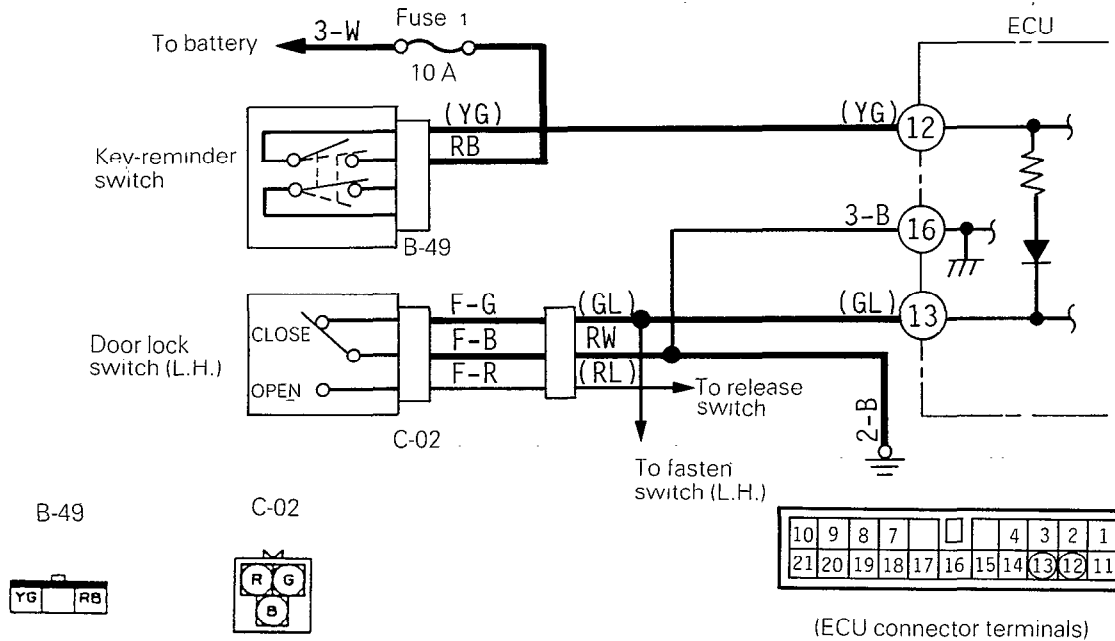 ECU
Fuse 1
To battery
3-W
10 A
(YG)
(YG)
12
Key-reminder
switch
RB
B-49
3-B
16
Door lock
switch (L.H.)
CLOSE
OPEN
F-G
(GL)
(GL)
13
F-B
RW
F-R
(RL)
To release
switch
C-02
2-B
To fasten
switch (L.H.)
B-49
YG RB
C-02
R G
B
10 9 8 7 4 3 2 1
21 20 19 18 17 16 15 14 13 12 11
(ECU connector terminals)